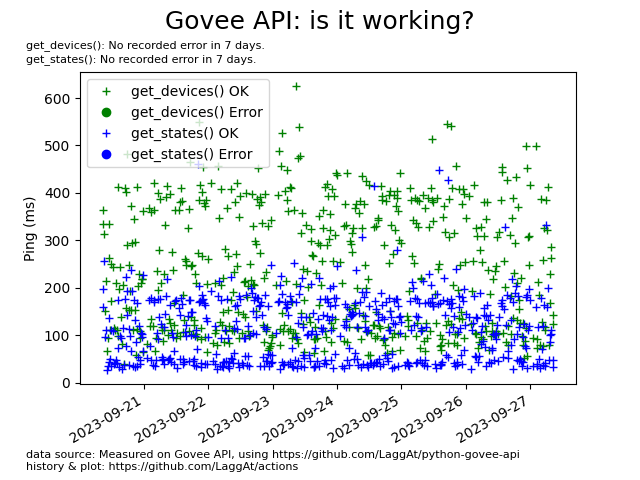 Govee API: is it working?
get_devices(): No recorded error in 7 days.
get_states(): No recorded error in 7 days.
get_devices() OK
get_devices() Error
get_states() OK
get_states() Error
600
500
400
300
200
100
0
Ping (ms)
2023-09-21
2023-09-22
2023-09-23
2023-09-24
2023-09-25
2023-09-26
2023-09-27
data source: Measured on Govee API, using https://github.com/LaggAt/python-govee-api
history & plot: https://github.com/LaggAt/actions